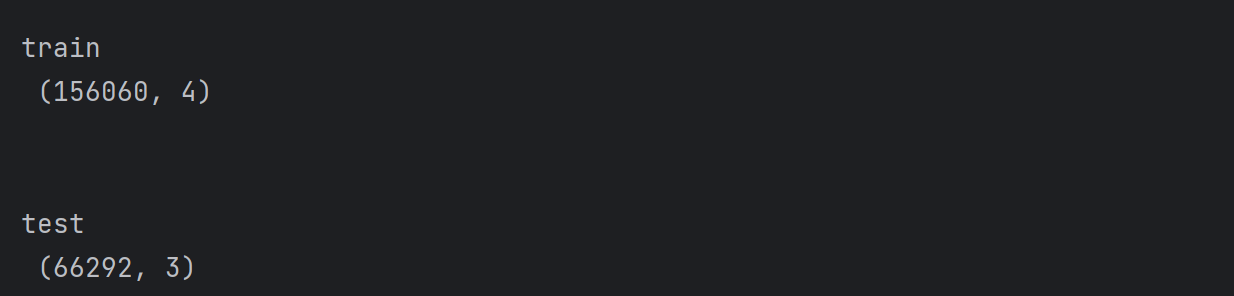 train
(156060, 4)
test
(66292, 3)